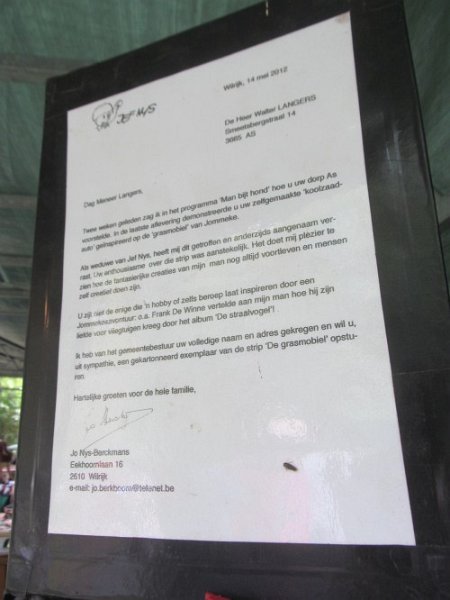 JEF NYS
Wilrijk, 14 mei 2012
De Heer Walter LANGERS
Smeetsbergstraat 14
3665 AS
Dag Meneer Langers,
Twee weken geleden zag ik in het programma 'Man bijt hond' hoe u uw dorp As
voorstelde. In de laatste aflevering demonstreerde u uw zelfgemaakte 'koolzaad-
auto' geïnspireerd op de 'grasmobiel' van Jommeke.
Als weduwe van Jef Nys, heeft mij dit getroffen en anderzijds aangenaam ver-
rast. Uw enthousiasme over die strip was aanstekelijk. Het doet mij plezier te
zien hoe de fantasierijke creaties van mijn man nog altijd voortleven en mensen
zelf creatief doen zijn.
U zijt niet de enige die 'n hobby of zelfs beroep laat inspireren door een
Jommekesavontuur: o.a. Frank De Winne vertelde aan mijn man hoe hij zijn
liefde voor vliegtuigen kreeg door het album 'De straalvogel'!
Ik heb van het gemeentebestuur uw volledige naam en adres gekregen en wil u,
uit sympathie, een gekartonneerd exemplaar van de strip 'De grasmobiel' opstu-
ren.
Hartelijke groeten voor de hele familie,
Jo Nys-Berckmans
Eekhoornlaan 16
2610 Wilrijk
e-mail: jo.berkboom@telenet.be